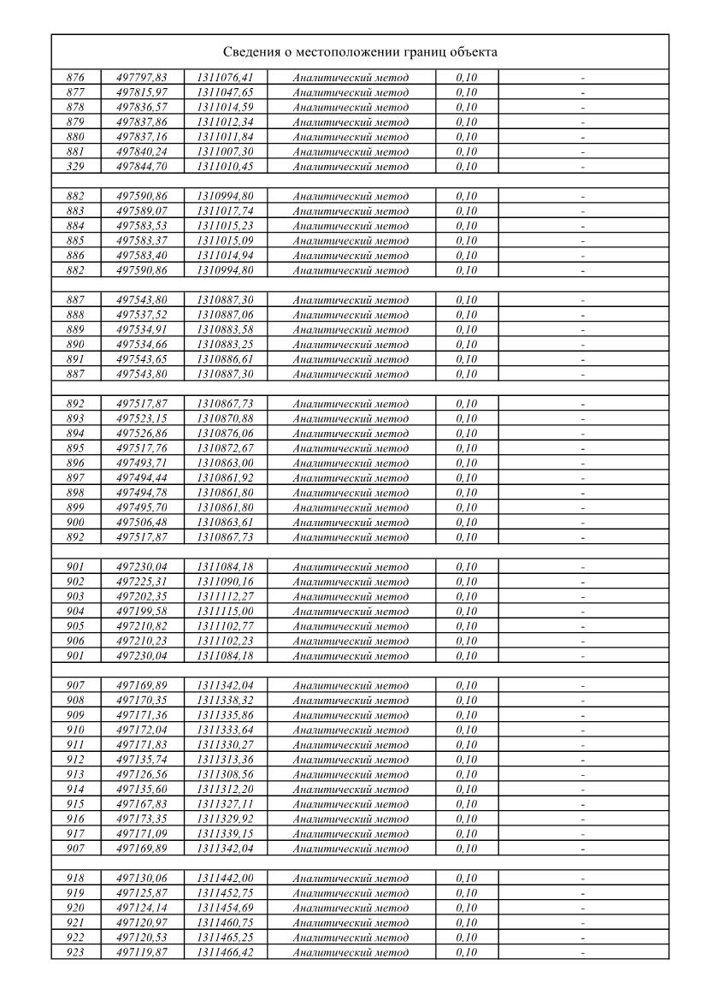 Сведения о местоположении границ объекта
876 497797,83 1311076,41 Аналитический метод 0,10 -
877 497815,97 1311047,65 Аналитический метод 0,10 -
878 497836,57 1311014,59 Аналитический метод 0,10 -
879 497837,86 1311012,34 Аналитический метод 0,10 -
880 497837,16 1311011,84 Аналитический метод 0,10 -
881 497840,24 1311007,30 Аналитический метод 0,10 -
329 497844,70 1311010,45 Аналитический метод 0,10 -
882 497590,86 1310994,80 Аналитический метод 0,10 -
883 497589,07 1311017,74 Аналитический метод 0,10 -
884 497583,53 1311015,23 Аналитический метод 0,10 -
885 497583,37 1311015,09 Аналитический метод 0,10 -
886 497583,40 1311014,94 Аналитический метод 0,10 -
882 497590,86 1310994,80 Аналитический метод 0,10 -
887 497543,80 1310887,30 Аналитический метод 0,10 -
888 497537,52 1310887,06 Аналитический метод 0,10 -
889 497534,91 1310883,58 Аналитический метод 0,10 -
890 497534,66 1310883,25 Аналитический метод 0,10 -
891 497543,65 1310886,61 Аналитический метод 0,10 -
887 497543,80 1310887,30 Аналитический метод 0,10 -
892 497517,87 1310867,73 Аналитический метод 0,10 -
893 497523,15 1310870,88 Аналитический метод 0,10 -
894 497526,86 1310876,06 Аналитический метод 0,10 -
895 497517,76 1310872,67 Аналитический метод 0,10 -
896 497493,71 1310863,00 Аналитический метод 0,10 -
897 497494,44 1310861,92 Аналитический метод 0,10 -
898 497494,78 1310861,80 Аналитический метод 0,10 -
899 497495,70 1310861,80 Аналитический метод 0,10 -
900 497506,48 1310863,61 Аналитический метод 0,10 -
892 497517,87 1310867,73 Аналитический метод 0,10 -
901 497230,04 1311084,18 Аналитический метод 0,10 -
902 497225,31 1311090,16 Аналитический метод 0,10 -
903 497202,35 1311112,27 Аналитический метод 0,10 -
904 497199,58 1311115,00 Аналитический метод 0,10 -
905 497210,82 1311102,77 Аналитический метод 0,10 -
906 497210,23 1311102,23 Аналитический метод 0,10 -
901 497230,04 1311084,18 Аналитический метод 0,10 -
907 497169,89 1311342,04 Аналитический метод 0,10 -
908 497170,35 1311338,32 Аналитический метод 0,10 -
909 497171,36 1311335,86 Аналитический метод 0,10 -
910 497172,04 1311333,64 Аналитический метод 0,10 -
911 497171,83 1311330,27 Аналитический метод 0,10 -
912 497135,74 1311313,36 Аналитический метод 0,10 -
913 497126,56 1311308,56 Аналитический метод 0,10 -
914 497135,60 1311312,20 Аналитический метод 0,10 -
915 497167,83 1311327,11 Аналитический метод 0,10 -
916 497173,35 1311329,92 Аналитический метод 0,10 -
917 497171,09 1311339,15 Аналитический метод 0,10 -
907 497169,89 1311342,04 Аналитический метод 0,10 -
918 497130,06 1311442,00 Аналитический метод 0,10 -
919 497125,87 1311452,75 Аналитический метод 0,10 -
920 497124,14 1311454,69 Аналитический метод 0,10 -
921 497120,97 1311460,75 Аналитический метод 0,10 -
922 497120,53 1311465,25 Аналитический метод 0,10 -
923 497119,87 1311466,42 Аналитический метод 0,10 -